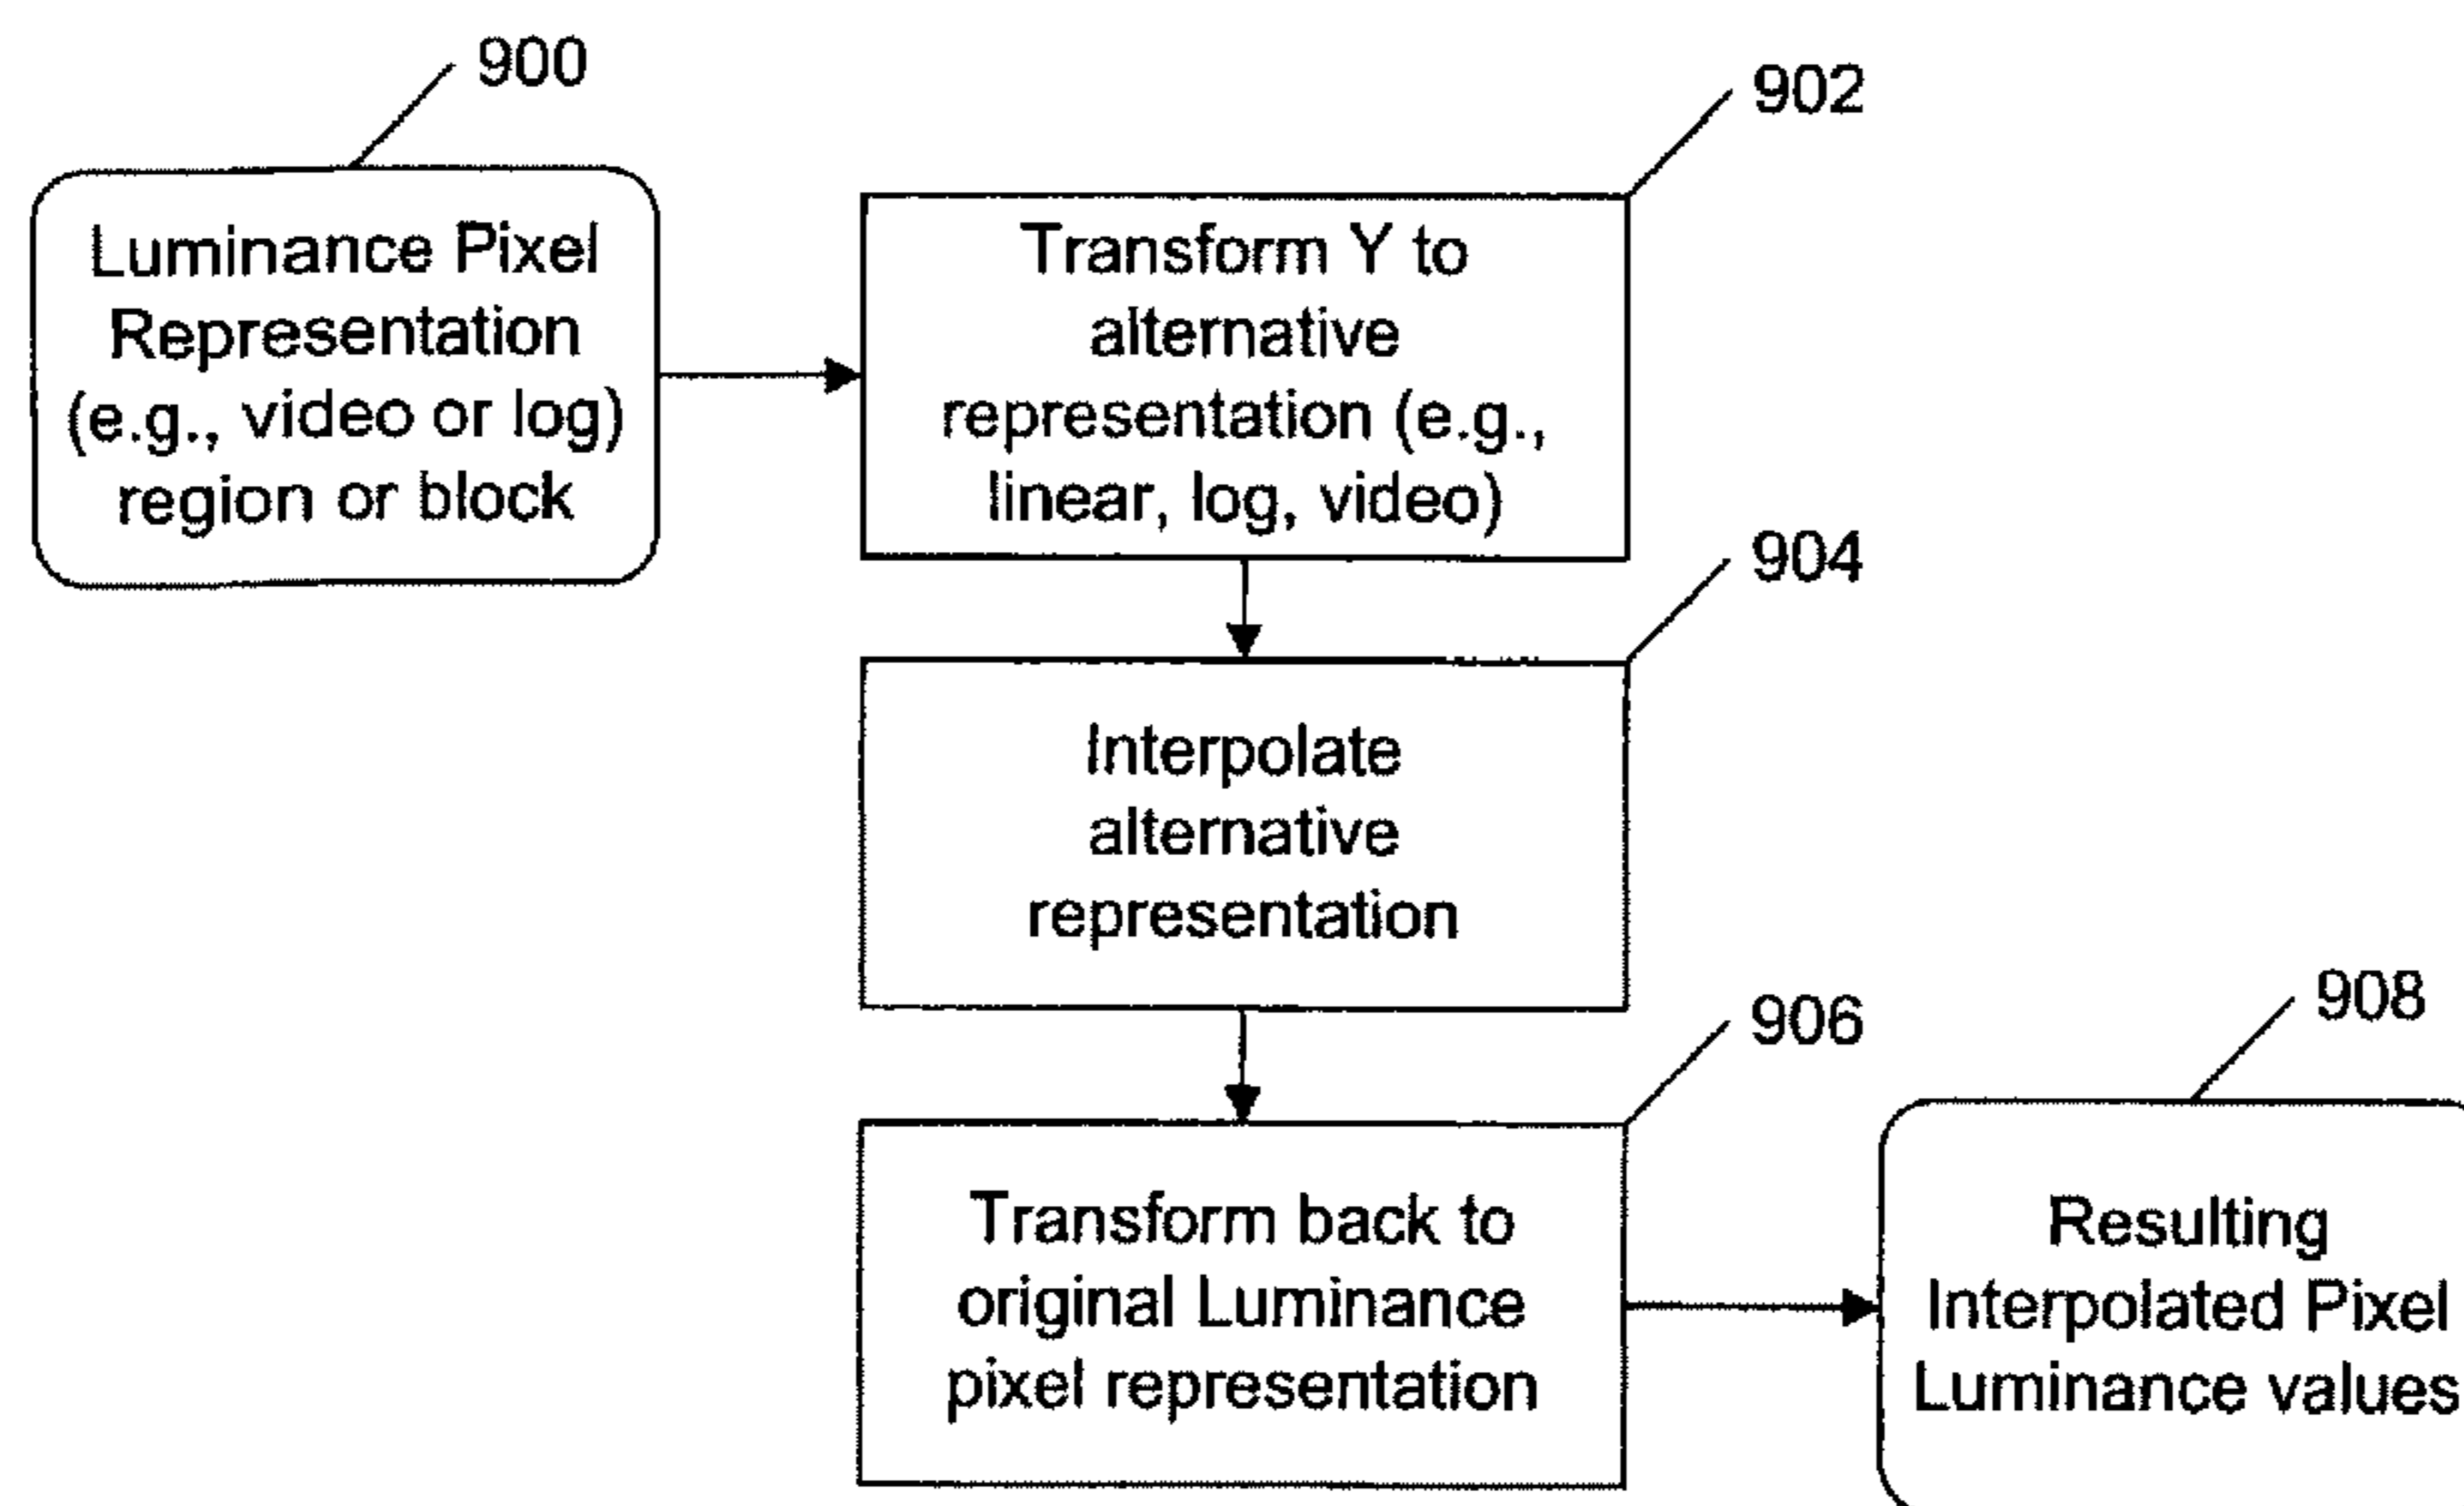 900
Luminance Pixel
Representation
(e.g., video or log)
region or block
902
Transform Y to
alternative
representation (e.g.,
linear, log, video)
904
Interpolate
alternative
representation
906
Transform back to
original Luminance
pixel representation
908
Resulting
Interpolated Pixel
Luminance values